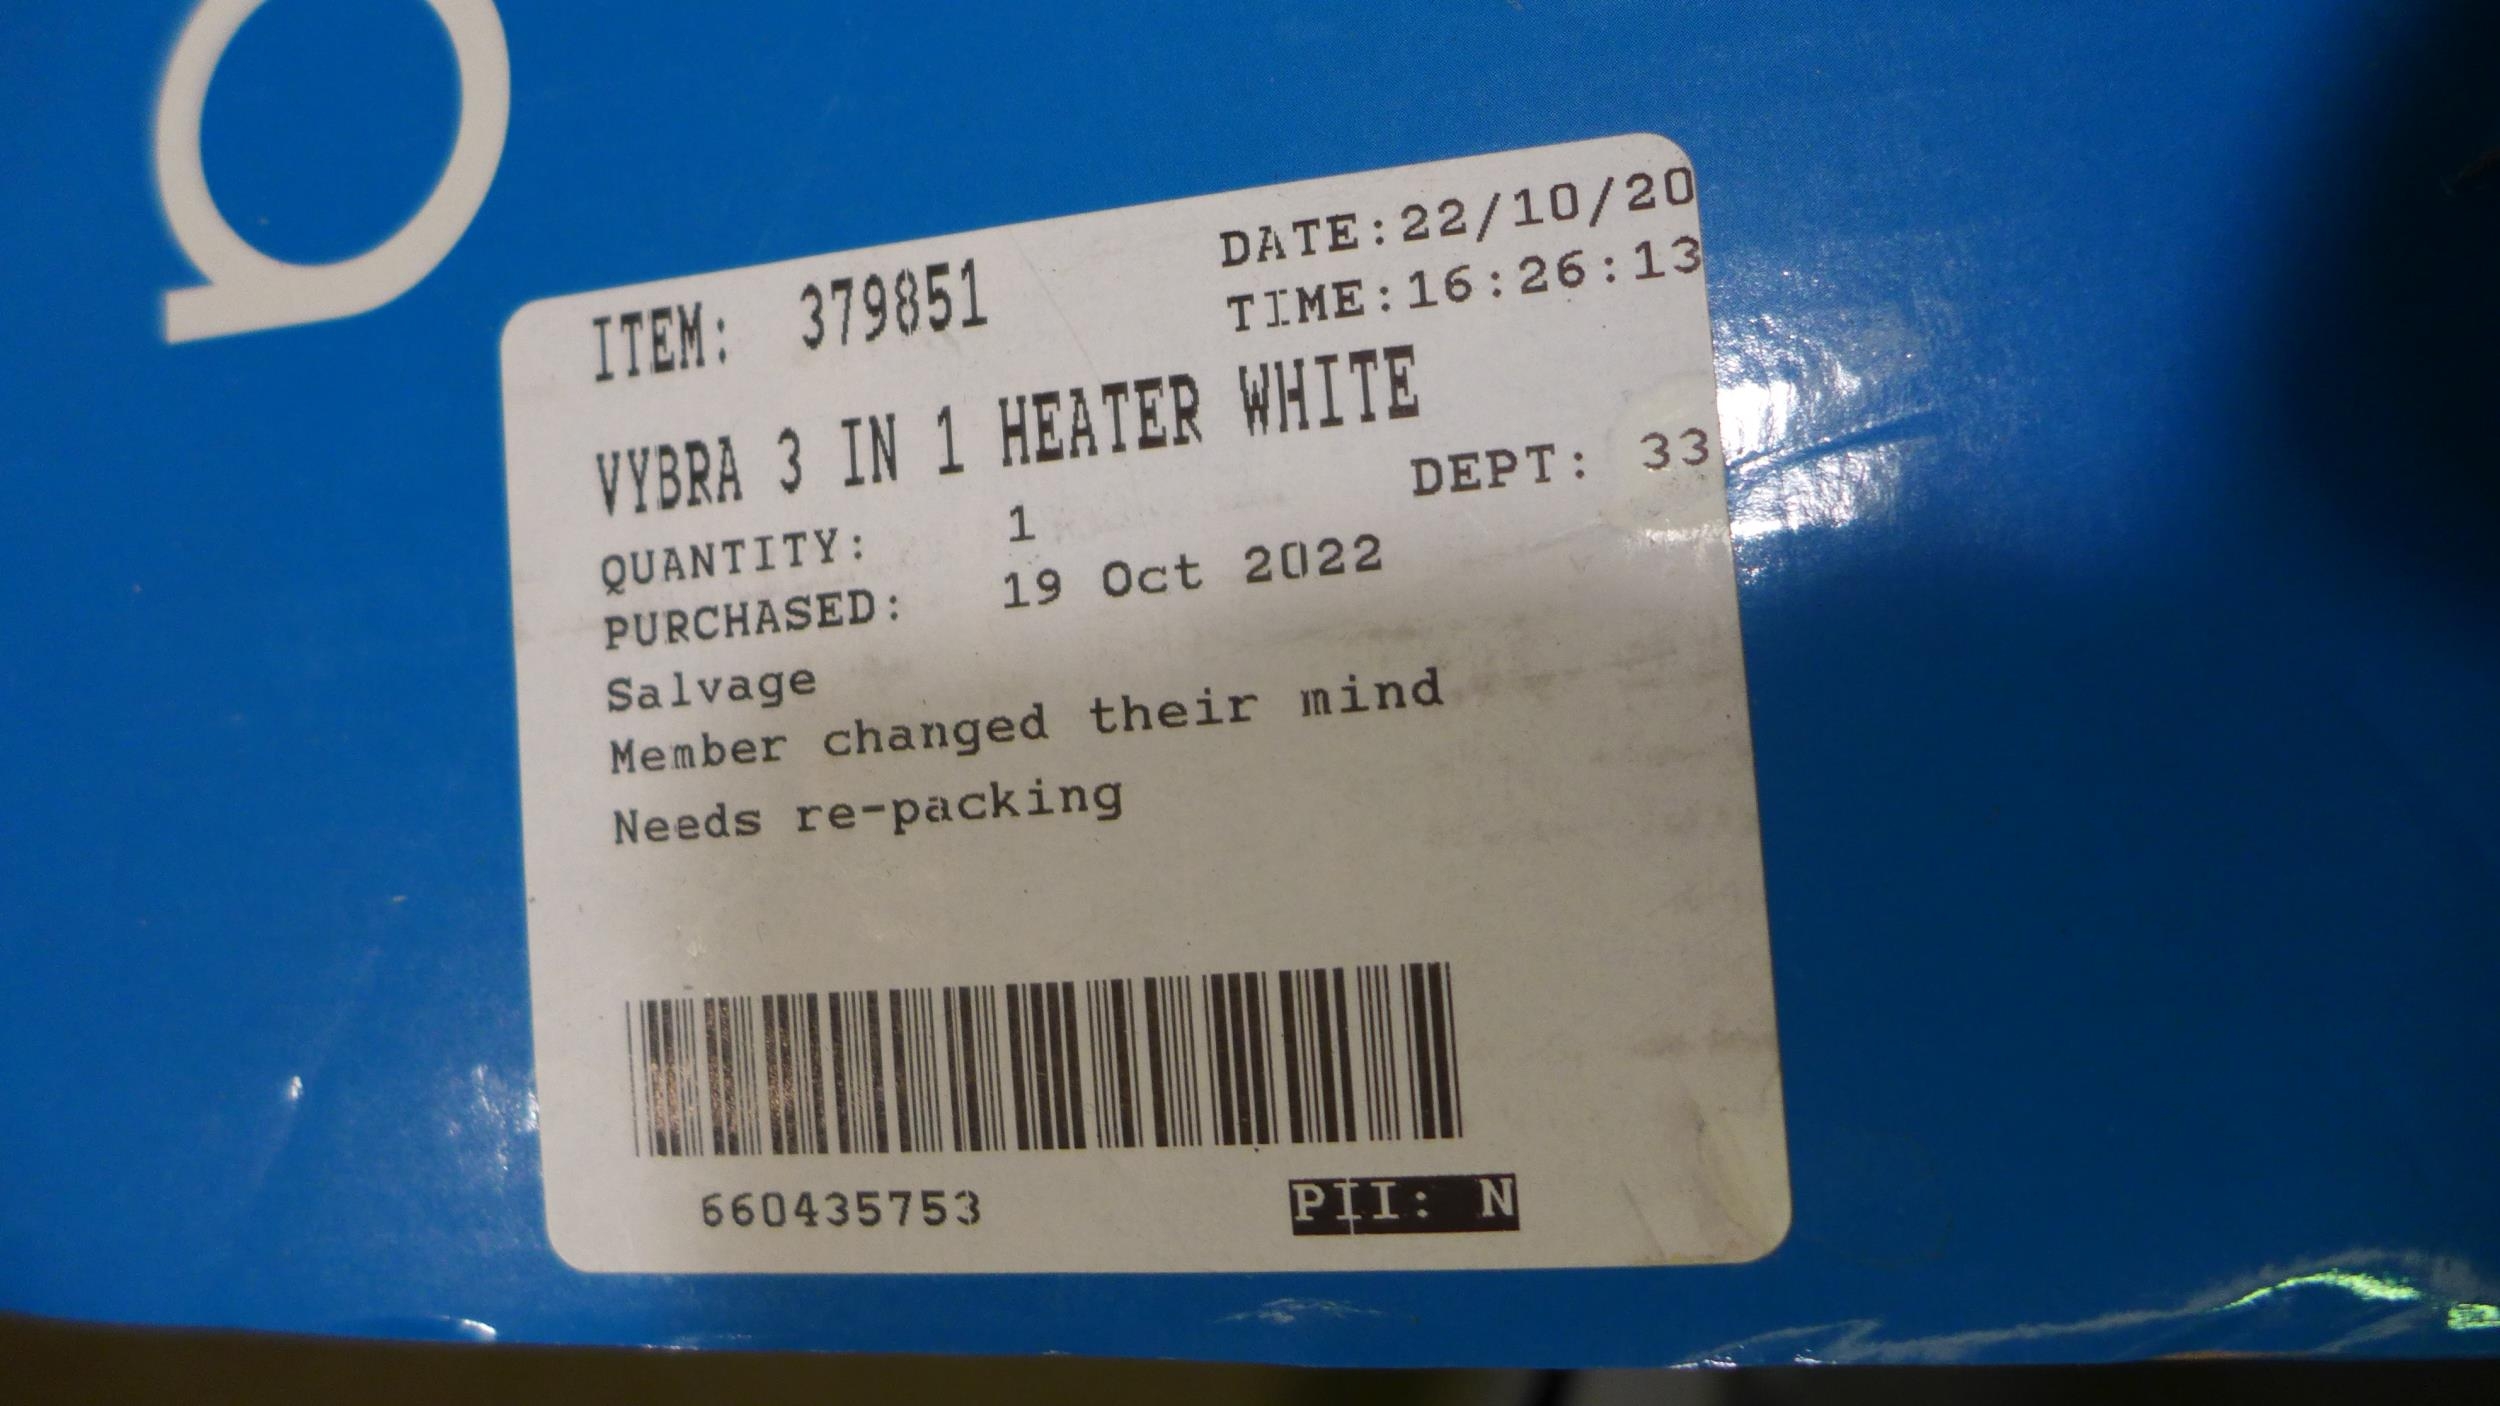 ITEM: 379851
DATE:22/10/20
TIME:16:26:13
VYBRA 3 IN 1 HEATER WHITE
DEPT: 33
QUANTITY: 1
PURCHASED: 19 Oct 2022
Salvage
Member changed their mind
Needs re-packing
660435753
PII: N